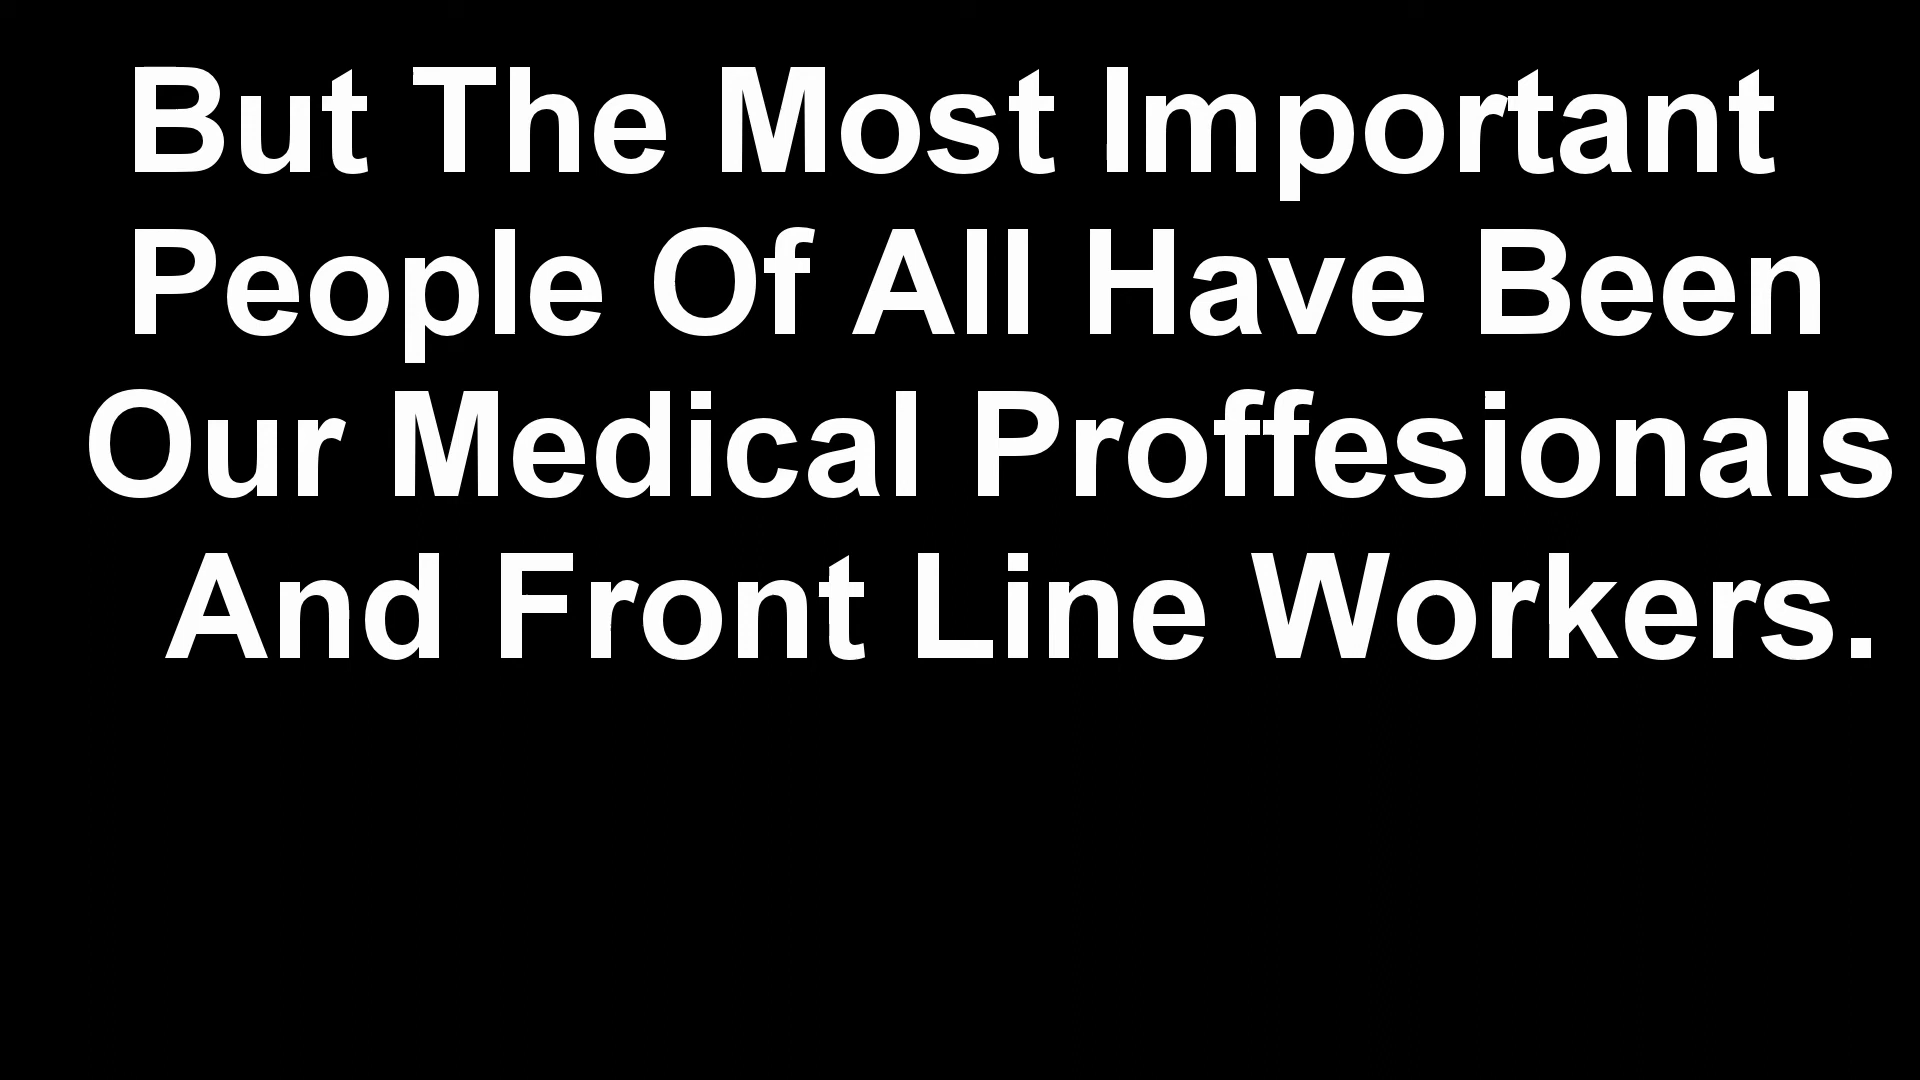 But The Most Important
People Of All Have Been
Our Medical Proffesionals
And Front Line Workers.